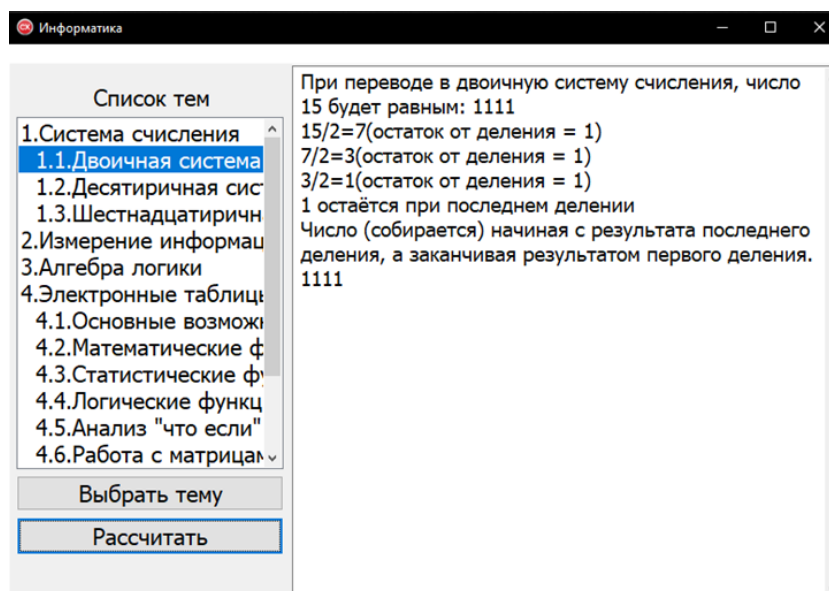 Информатика
Список тем
1.Система счисления
1.1.Двоичная система
1.2.Десятиричная сис
1.3.Шестнадцатиричн
2.Измерение информац
3.Алгебра логики
4.Электронные таблицы
4.1.Основные возможн
4.2.Математические ф
4.3.Статистические фу
4.4.Логические функц
4.5.Анализ "что если"
4.6.Работа с матрицам
Выбрать тему
Рассчитать
При переводе в двоичную систему счисления, число
15 будет равным: 1111
15/2=7(остаток от деления = 1)
7/2=3(остаток от деления = 1)
3/2=1(остаток от деления = 1)
1 остаётся при последнем делении
Число (собирается) начиная с результата последнего
деления, а заканчивая результатом первого деления.
1111